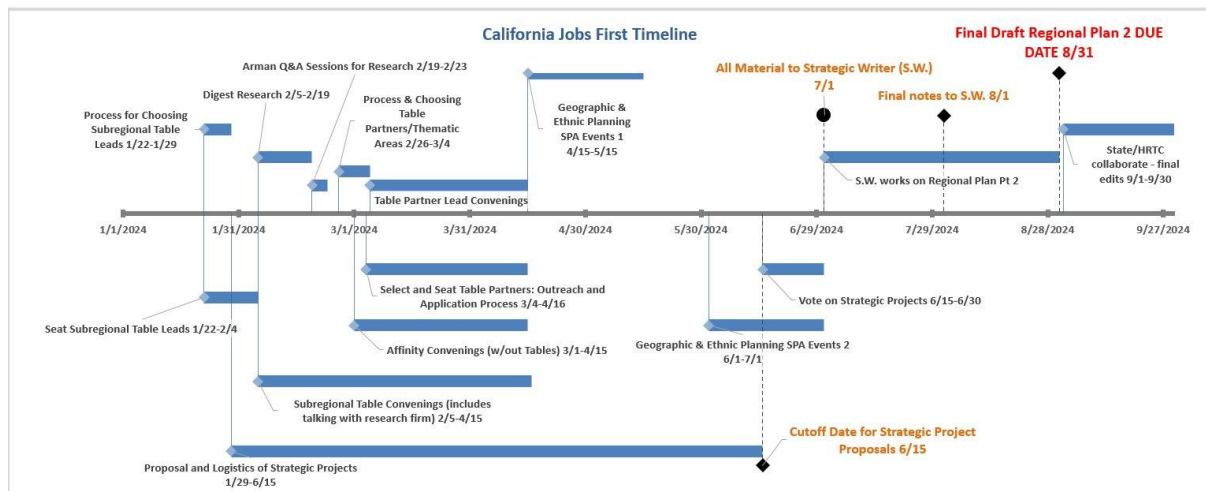 California Jobs First Timeline
Final Draft Regional Plan 2 DUE
DATE 8/31
Arman Q&A Sessions for Research 2/19-2/23
All Material to Strategic Writer (S.W.)
7/1
Digest Research 2/5-2/19
Process & Choosing
Table
Partners/Thematic
Areas 2/26-3/4
Geographic &
Ethnic Planning
SPA Events 1
4/15-5/15
Final notes to S.W. 8/1
Process for Choosing
Subregional Table
Leads 1/22-1/29
State/HRTC
collaborate - final
edits 9/1-9/30
S.W. works on Regional Plan Pt 2
Table Partner Lead Convenings
1/1/2024
1/31/2024
3/1/2024
3/31/2024
4/30/2024
5/30/2024
6/29/2024
7/29/2024
8/28/2024
9/27/2024
Select and Seat Table Partners: Outreach and
Application Process 3/4-4/16
Vote on Strategic Projects 6/15-6/30
Seat Subregional Table Leads 1/22-2/4
Affinity Convenings (w/out Tables) 3/1-4/15
Geographic & Ethnic Planning SPA Events 2
6/1-7/1
Subregional Table Convenings (includes
talking with research firm) 2/5-4/15
Cutoff Date for Strategic Project
Proposals 6/15
Proposal and Logistics of Strategic Projects
1/29-6/15